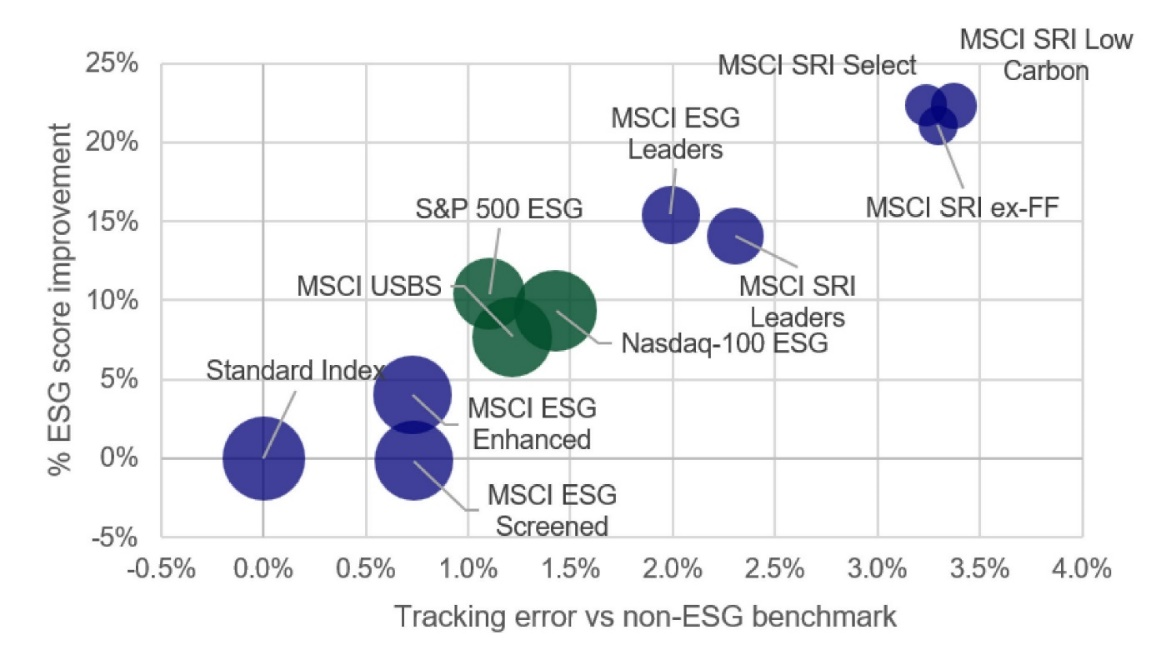 MSCI SRI Low
Carbon
MSCI SRI Select
25%
MSCI ESG
Leaders
20%
S&P 500 ESG
MSCI SRI ex-FF
15%
MSCI USBS
MSCI SRI
Leaders
10%
Nasdaq-100 ESG
Standard Index
5%
MSCI ESG
Enhanced
0%
MSCI ESG
Screened
-5%
% ESG score improvement
-0.5% 0.0% 0.5% 1.0% 1.5% 2.0% 2.5% 3.0% 3.5% 4.0%
Tracking error vs non-ESG benchmark